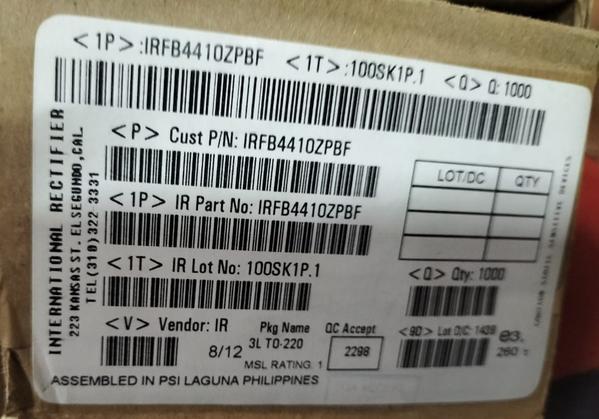 <1P>:IRFB4410ZPBF <1T>:100SK1P.1 <Q> Q: 1000
INTERNATIONAL RECTIFIER
223 KANSAS ST. EL SEGUNDO, CAL.
TEL(310)322 3331
<P> Cust P/N: IRFB4410ZPBF
<1P> IR Part No: IRFB4410ZPBF
LOT/DC QTY
<1T> IR Lot No: 100SK1P.1
<Q> Qty: 1000
<V> Vendor: IR
8/12
Pkg Name
3L TO-220
MSL RATING: 1
QC Accept
2298
<9D> Lot D/C: 1439
e3.
260
ASSEMBLED IN PSI LAGUNA PHILIPPINES